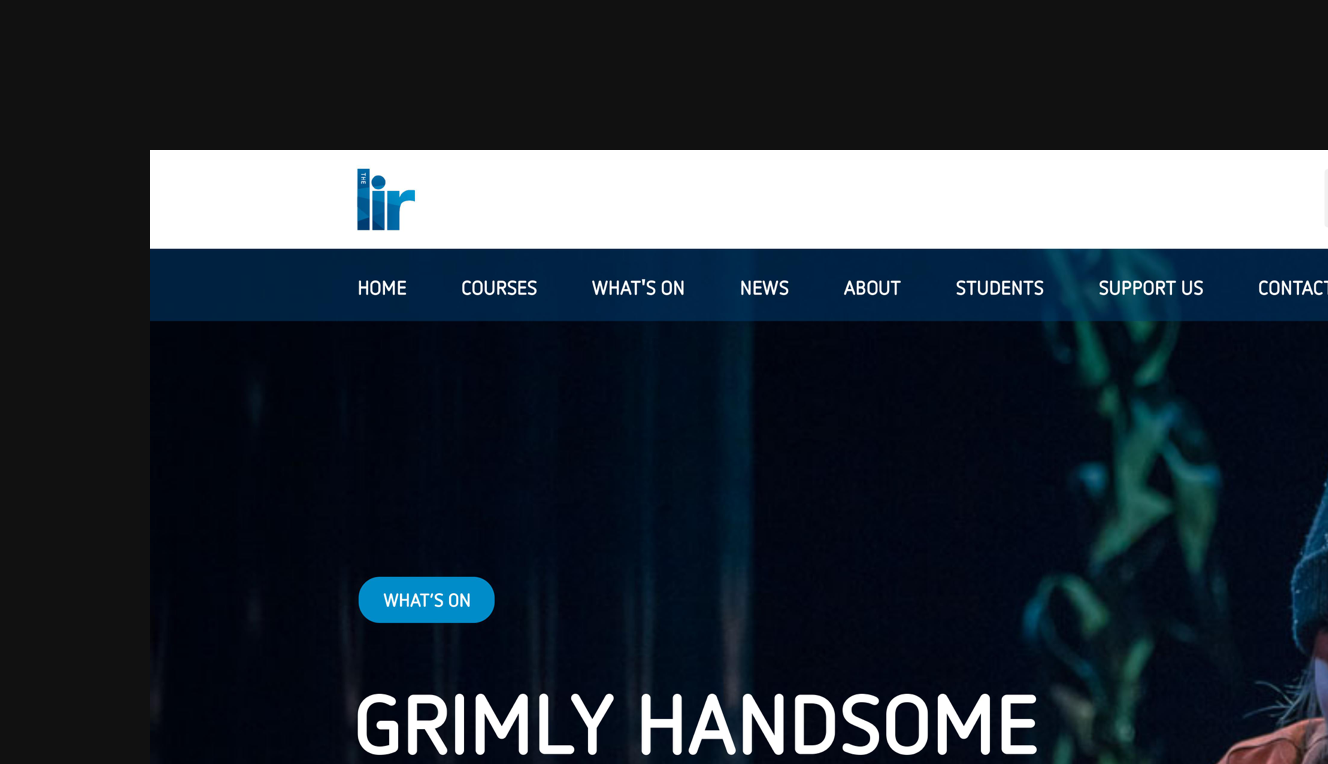 THE
lir
HOME COURSES WHAT'S ON NEWS ABOUT STUDENTS SUPPORT US CONTACT
WHAT'S ON
GRIMLY HANDSOME